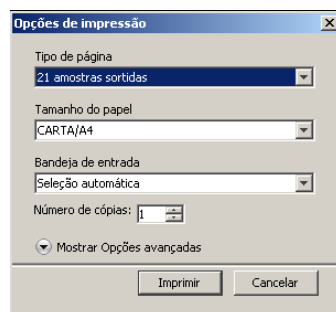 Opções de impressão
Tipo de página
21 amostras sortidas
Tamanho do papel
CARTA/A4
Bandeja de entrada
Seleção automática
Número de cópias: 1
Mostrar Opções avançadas
Imprimir Cancelar